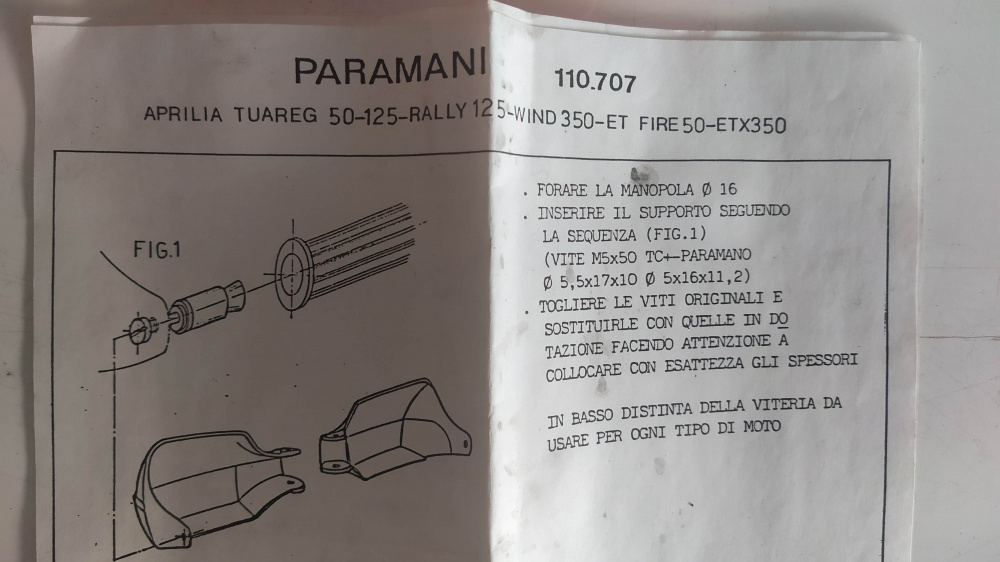 PARAMANI 110.707
APRILIA TUAREG 50-125-RALLY 125-WIND 350-ET FIRE 50-ETX350
FIG.1
. FORARE LA MANOPOLA Ø 16
. INSERIRE IL SUPPORTO SEGUENDO
LA SEQUENZA (FIG.1)
(VITE M5x50 TC+-PARAMANO
Ø 5,5x17x10 Ø 5x16x11,2)
. TOGLIERE LE VITI ORIGINALI E
SOSTITUIRLE CON QUELLE IN DO
TAZIONE FACENDO ATTENZIONE A
COLLOCARE CON ESATTEZZA GLI SPESSORI
IN BASSO DISTINTA DELLA VITERIA DA
USARE PER OGNI TIPO DI MOTO